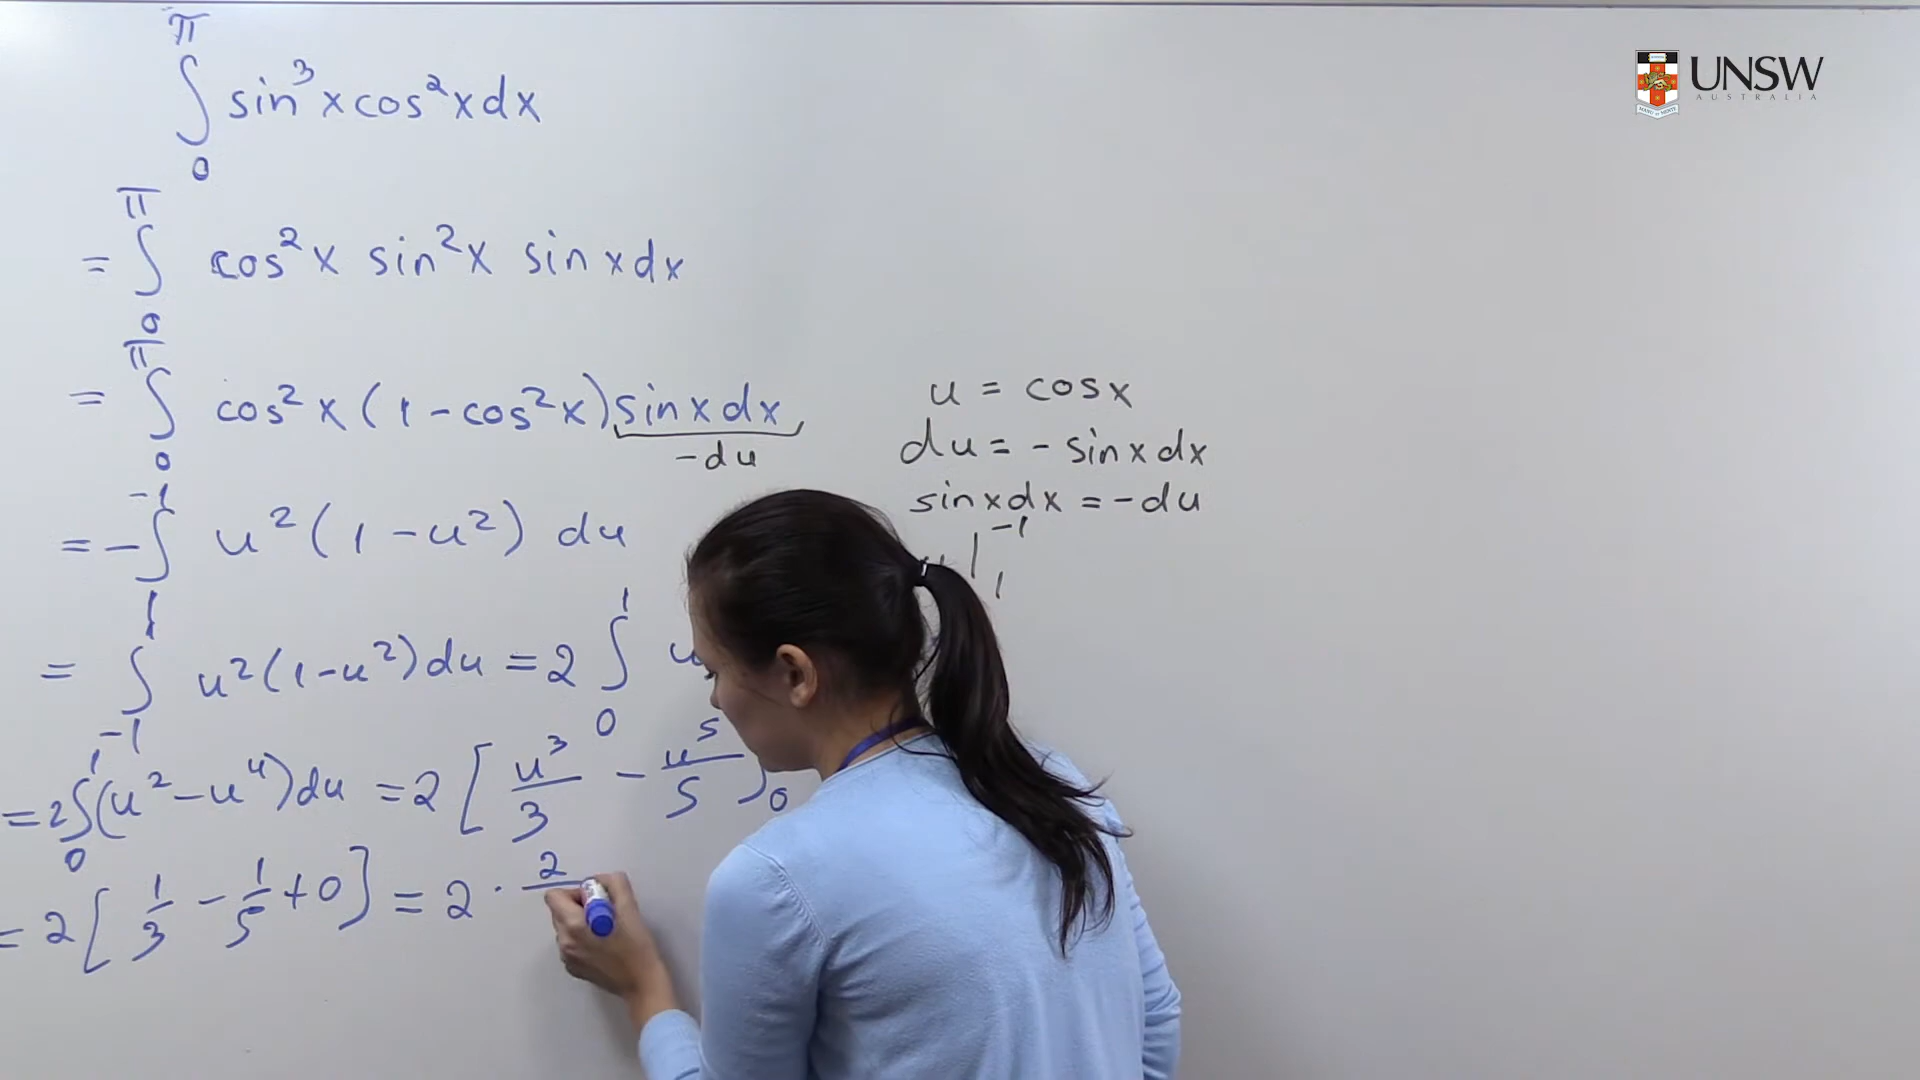 ∫₀^π sin³x cos²x dx
= ∫₀^π cos²x sin²x sin x dx
= ∫₀^π cos²x (1 - cos²x) sin x dx
-du
= -∫₁^-1 u²(1 - u²) du
= ∫₋₁^1 u²(1-u²) du = 2 ∫₀^1 u
= 2∫₀^1 (u² - u⁴) du = 2 [ u³/3 - u⁵/5 ]₀
= 2 [ 1/3 - 1/5 + 0 ] = 2 · 2
u = cos x
du = - sin x dx
sin x dx = - du
|₁^-1
UNSW
AUSTRALIA